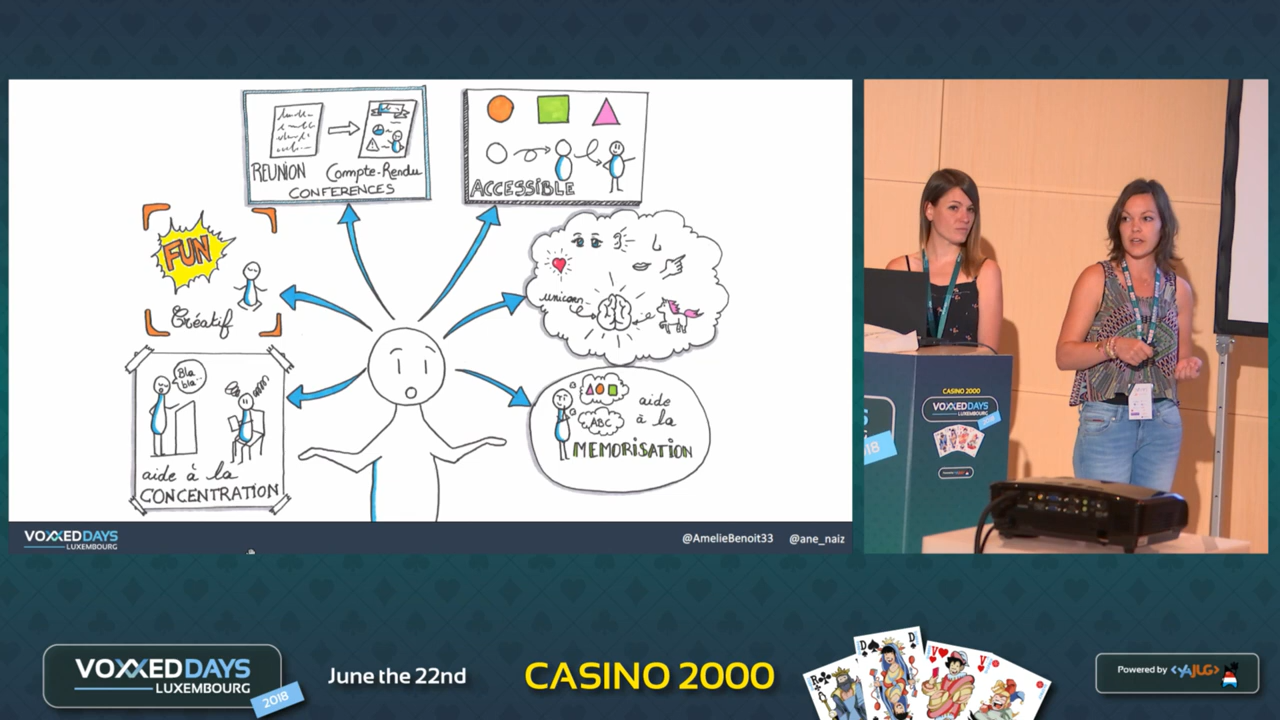 REUNION
Compte-Rendu
CONFERENCES
ACCESSIBLE
FUN
Créatif
unicorn
Bla
bla..
aide à la
CONCENTRATION
ABC
aide
à la
MEMORISATION
VOXXED DAYS
LUXEMBOURG
@AmelieBenoit33 @ane_naiz
CASINO 2000
VOXXED DAYS
LUXEMBOURG
2018
VOXXED DAYS
LUXEMBOURG
2018
June the 22nd
CASINO 2000
R
D
D
V
V
Powered by <YAJUG>